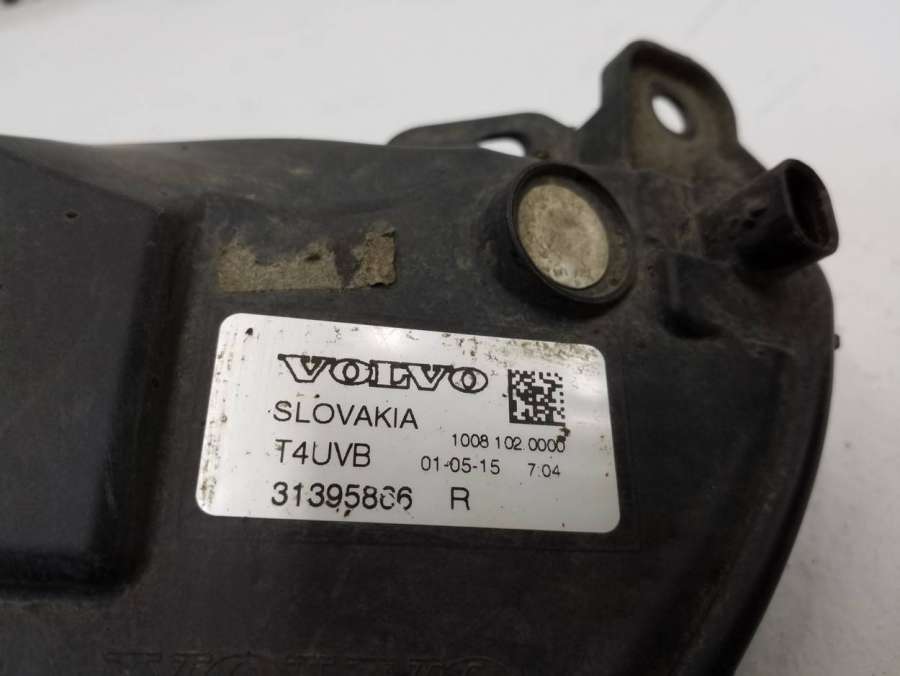 VOLVO
SLOVAKIA
1008 102.0000
T4UVB 01-05-15 7:04
31395866 R